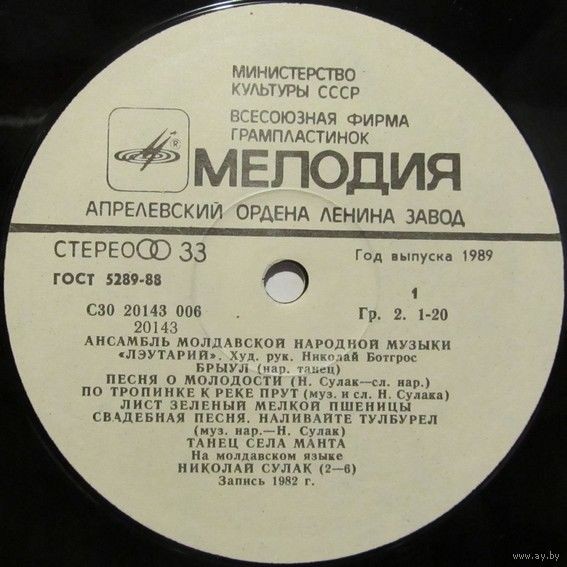 МИНИСТЕРСТВО
КУЛЬТУРЫ СССР
ВСЕСОЮЗНАЯ ФИРМА
ГРАМПЛАСТИНОК
R
МЕЛОДИЯ
АПРЕЛЕВСКИЙ ОРДЕНА ЛЕНИНА ЗАВОД
СТЕРЕО 33
Год выпуска 1989
ГОСТ 5289-88
1
С30 20143 006
Гр. 2. 1-20
20143
АНСАМБЛЬ МОЛДАВСКОЙ НАРОДНОЙ МУЗЫКИ
«ЛЭУТАРИЙ». Худ. рук. Николай Ботгрос
БРЫУЛ (нар. танец)
ПЕСНЯ О МОЛОДОСТИ (Н. Сулак—сл. нар.)
ПО ТРОПИНКЕ К РЕКЕ ПРУТ (муз. и сл. Н. Сулака)
ЛИСТ ЗЕЛЕНЫЙ МЕЛКОЙ ПШЕНИЦЫ
СВАДЕБНАЯ ПЕСНЯ. НАЛИВАЙТЕ ТУЛБУРЕЛ
(муз. нар.—Н. Сулак)
ТАНЕЦ СЕЛА МАНТА
На молдавском языке
НИКОЛАЙ СУЛАК (2—6)
Запись 1982 г.
www.ay.by